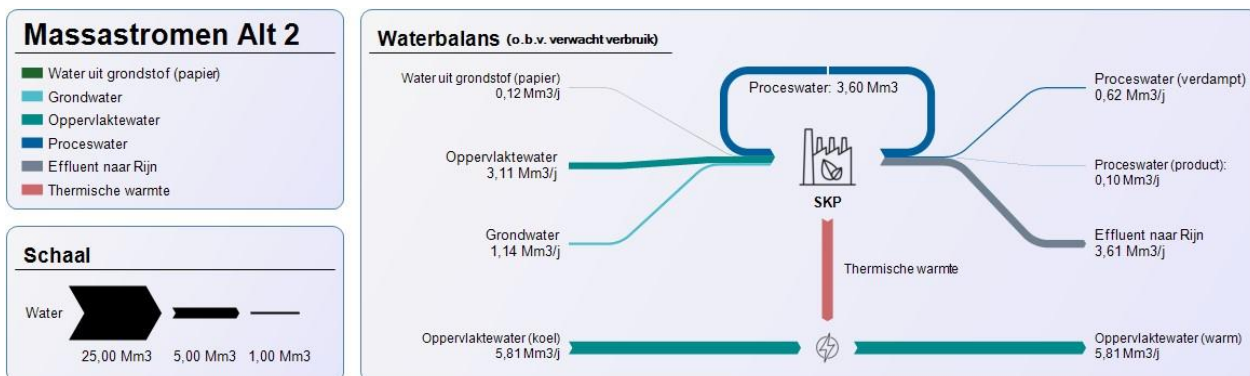 Massastromen Alt 2
Water uit grondstof (papier)
Grondwater
Oppervlaktewater
Proceswater
Effluent naar Rijn
Thermische warmte
Schaal
Water
25,00 Mm3 5,00 Mm3 1,00 Mm3
Waterbalans (o.b.v. verwacht verbruik)
Water uit grondstof (papier)
0,12 Mm3/j
Oppervlaktewater
3,11 Mm3/j
Grondwater
1,14 Mm3/j
Oppervlaktewater (koel)
5,81 Mm3/j
Proceswater: 3,60 Mm3
SKP
Thermische warmte
Proceswater (verdampt)
0,62 Mm3/j
Proceswater (product):
0,10 Mm3/j
Effluent naar Rijn
3,61 Mm3/j
Oppervlaktewater (warm)
5,81 Mm3/j